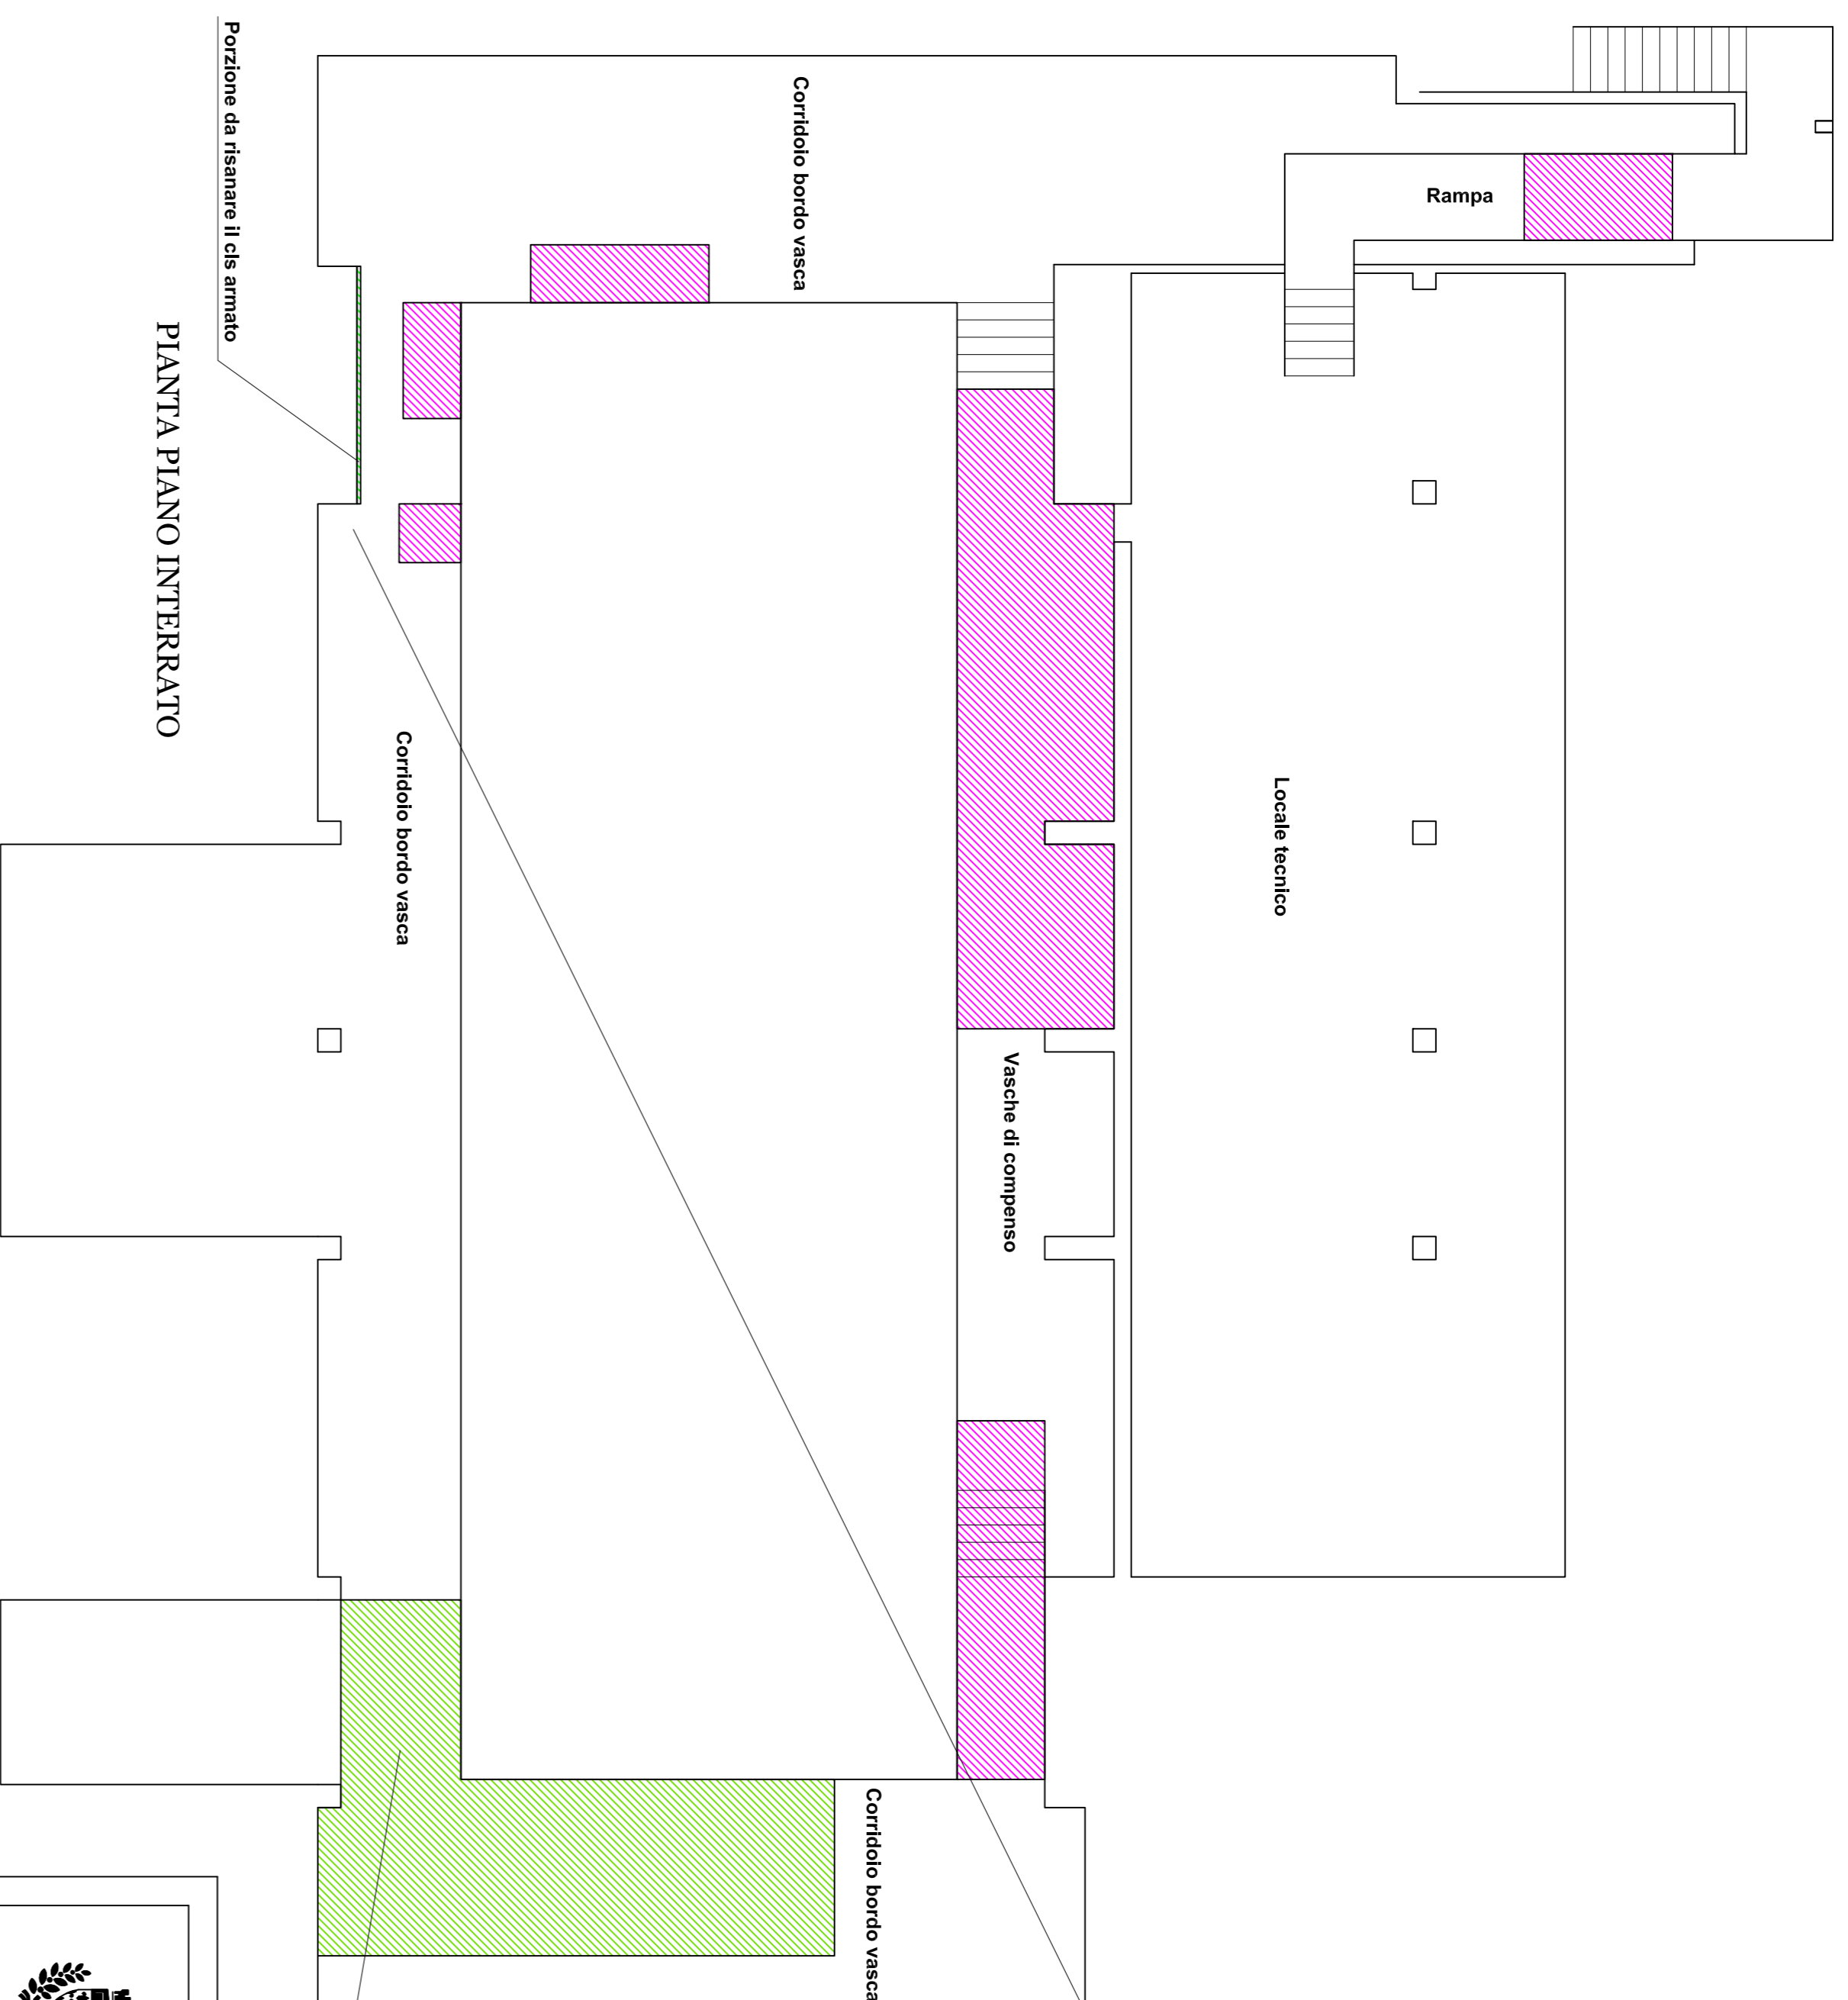 Rampa
Locale tecnico
Vasche di compenso
Corridoio bordo vasca
Corridoio bordo vasca
Corridoio bordo vasca
Porzione da risanare il cls armato
PIANTA PIANO INTERRATO